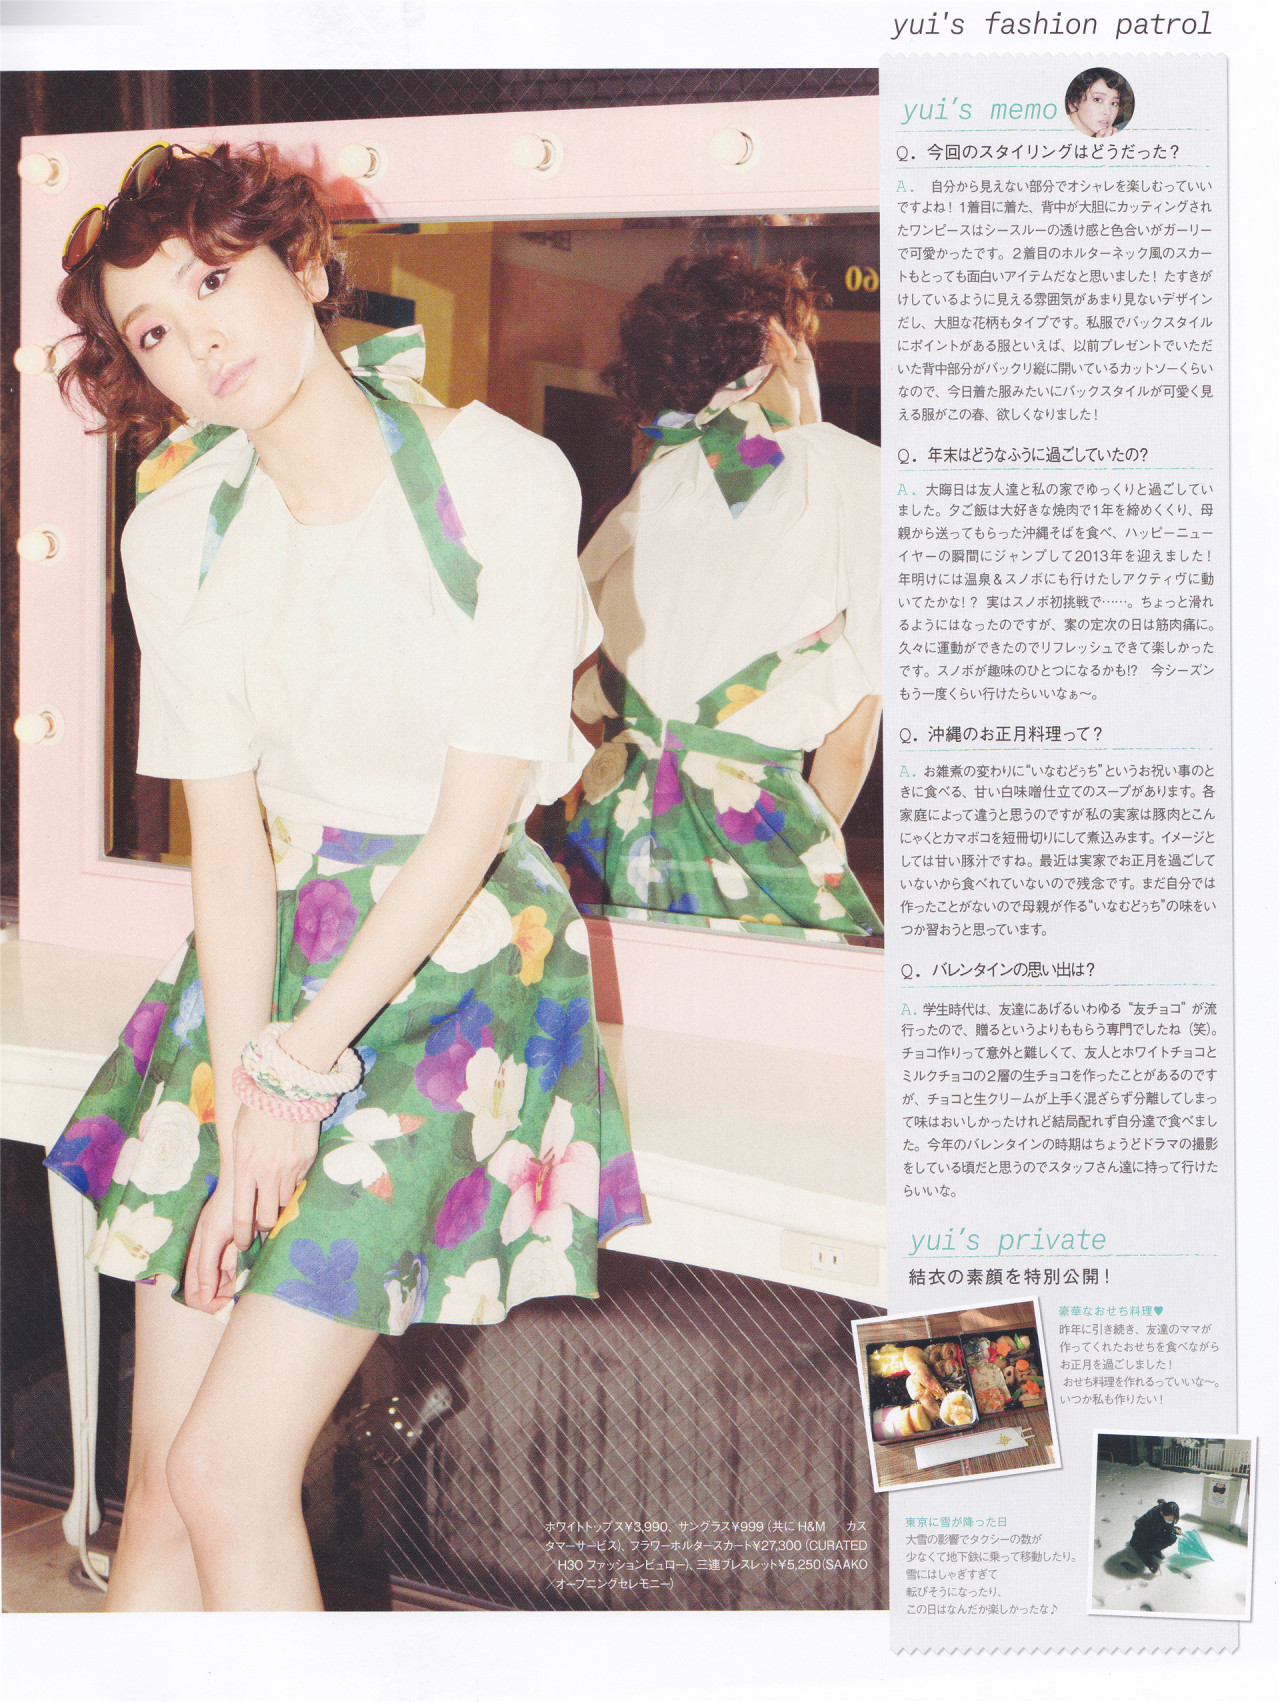 yui's fashion patrol
yui's memo
Q. 今回のスタイリングはどうだった?
A. 自分から見えない部分でオシャレを楽しむっていい
ですよね！1着目に着た、背中が大胆にカッティングされ
たワンピースはシースルーの透け感と色合いがガーリー
で可愛かったです。2着目のホルターネック風のスカー
トもとっても面白いアイテムだなと思いました！たすきが
けしているように見える雰囲気があまり見ないデザイン
だし、大胆な花柄もタイプです。私服でバックスタイル
にポイントがある服といえば、以前プレゼントでいただ
いた背中部分がバックリ縦に開いているカットソーくらい
なので、今日着た服みたいにバックスタイルが可愛く見
える服がこの春、欲しくなりました！
Q. 年末はどうなふうに過ごしていたの?
A. 大晦日は友人達と私の家でゆっくりと過ごしてい
ました。夕ご飯は大好きな焼肉で1年を締めくくり、母
親から送ってもらった沖縄そばを食べ、ハッピーニュー
イヤーの瞬間にジャンプして2013年を迎えました！
年明けには温泉＆スノボにも行けたしアクティヴに動
いてたかな!？ 実はスノボ初挑戦で……。ちょっと滑れ
るようにはなったのですが、案の定次の日は筋肉痛に。
久々に運動ができたのでリフレッシュできて楽しかった
です。スノボが趣味のひとつになるかも!? 今シーズン
もう一度くらい行けたらいいなぁ〜。
Q. 沖縄のお正月料理って?
A. お雑煮の変わりに“いなむどぅち”というお祝い事のと
きに食べる、甘い白味噌仕立てのスープがあります。各
家庭によって違うと思うのですが私の実家は豚肉とこん
にゃくとカマボコを短冊切りにして煮込みます。イメージと
しては甘い豚汁ですね。最近は実家でお正月を過ごして
いないから食べれていないので残念です。まだ自分では
作ったことがないので母親が作る“いなむどぅち”の味をい
つか習おうと思っています。
Q. バレンタインの思い出は?
A. 学生時代は、友達にあげるいわゆる “友チョコ” が流
行ったので、贈るというよりももらう専門でしたね（笑）。
チョコ作りって意外と難しくて、友人とホワイトチョコと
ミルクチョコの2層の生チョコを作ったことがあるのです
が、チョコと生クリームが上手く混ざらず分離してしまっ
て味はおいしかったけれど結局配れず自分達で食べまし
た。今年のバレンタインの時期はちょうどドラマの撮影
をしている頃だと思うのでスタッフさん達に持って行けた
らいいな。
yui's private
結衣の素顔を特別公開！
豪華なおせち料理♥
昨年に引き続き、友達のママが
作ってくれたおせちを食べながら
お正月を過ごしました！
おせち料理を作れるっていいな〜。
いつか私も作りたい！
東京に雪が降った日
大雪の影響でタクシーの数が
少なくて地下鉄に乗って移動したり。
雪にはしゃぎすぎて
転びそうになったり、
この日はなんだか楽しかったな♪
ホワイトトップス¥3,990、サングラス¥999（共にH&M カス
タマーサービス）、フラワーホルタースカート¥27,300（CURATED
／H30ファッションビュロー）、三連ブレスレット¥5,250（SAAKO
／オープニングセレモニー）
60